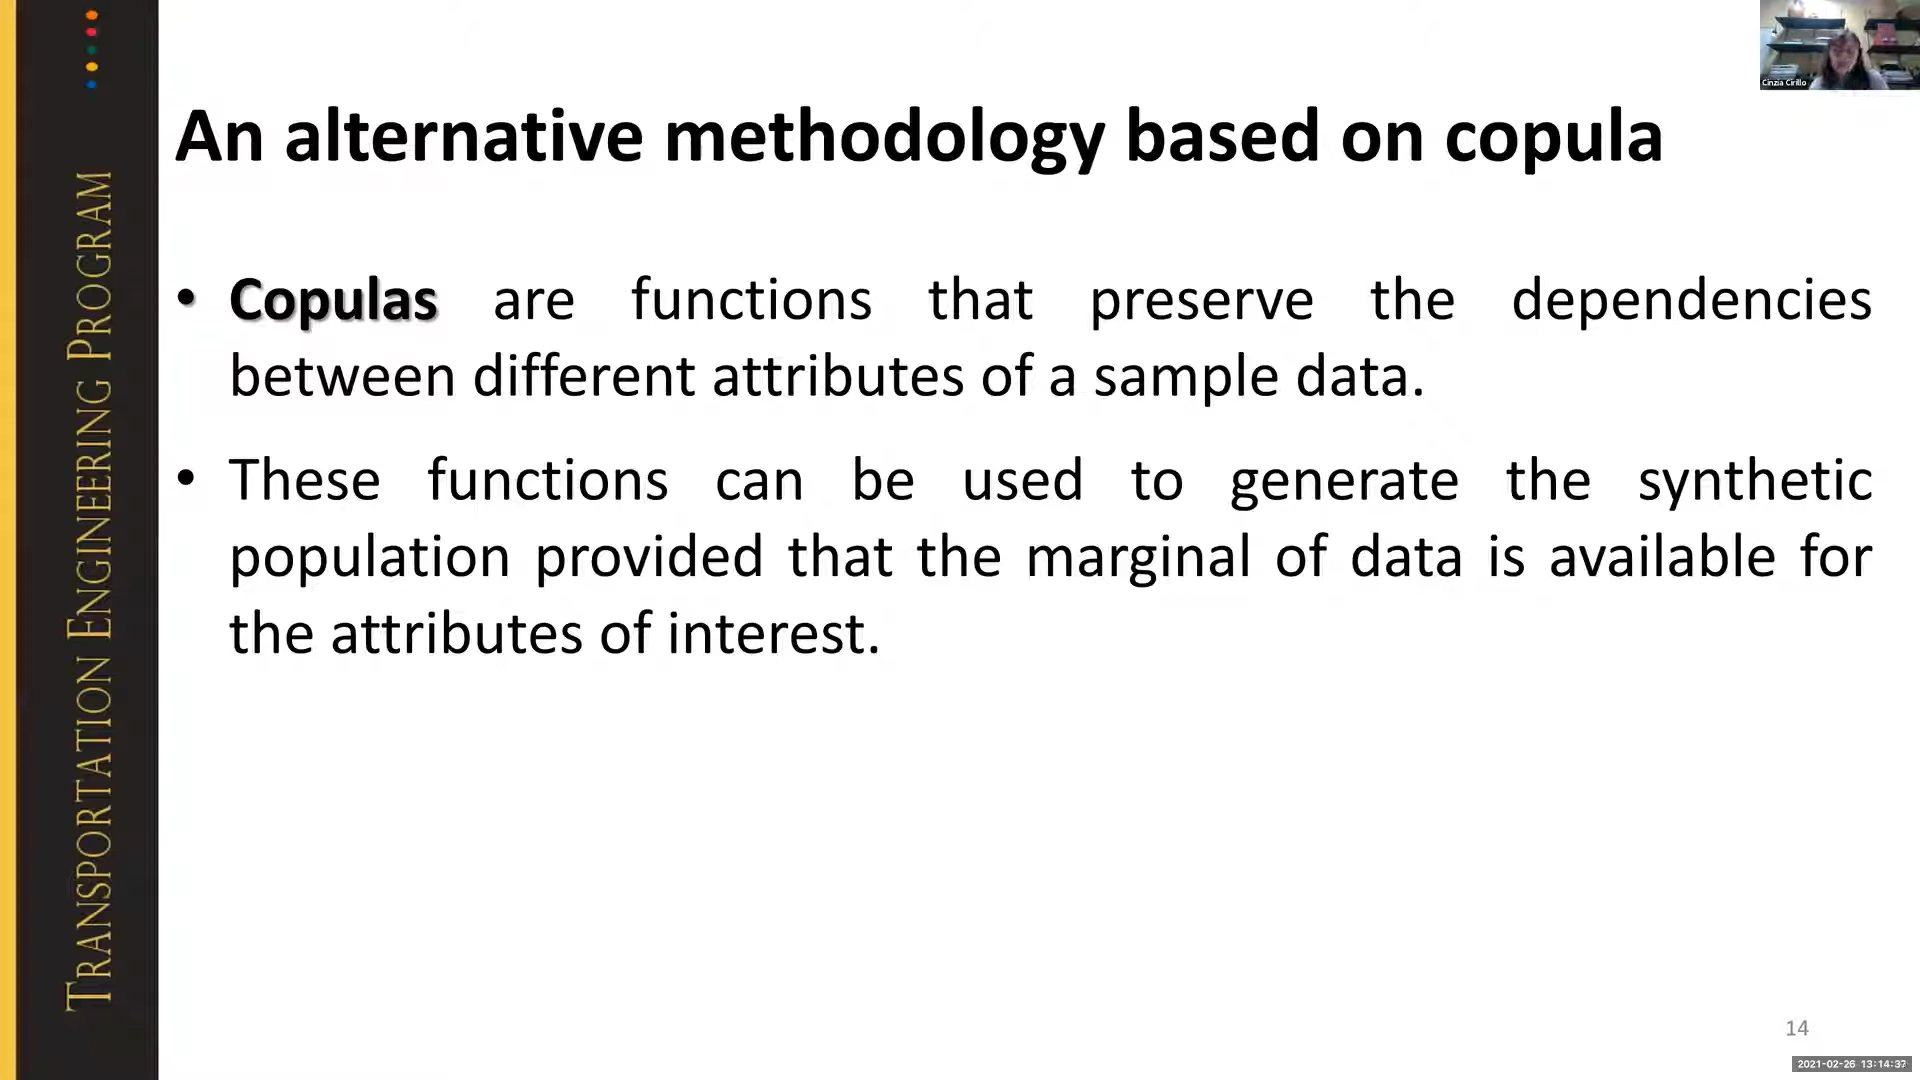 TRANSPORTATION ENGINEERING PROGRAM
Cinzia Cirillo
An alternative methodology based on copula
• Copulas are functions that preserve the dependencies
between different attributes of a sample data.
• These functions can be used to generate the synthetic
population provided that the marginal of data is available for
the attributes of interest.
14
2021-02-26 13:14:37